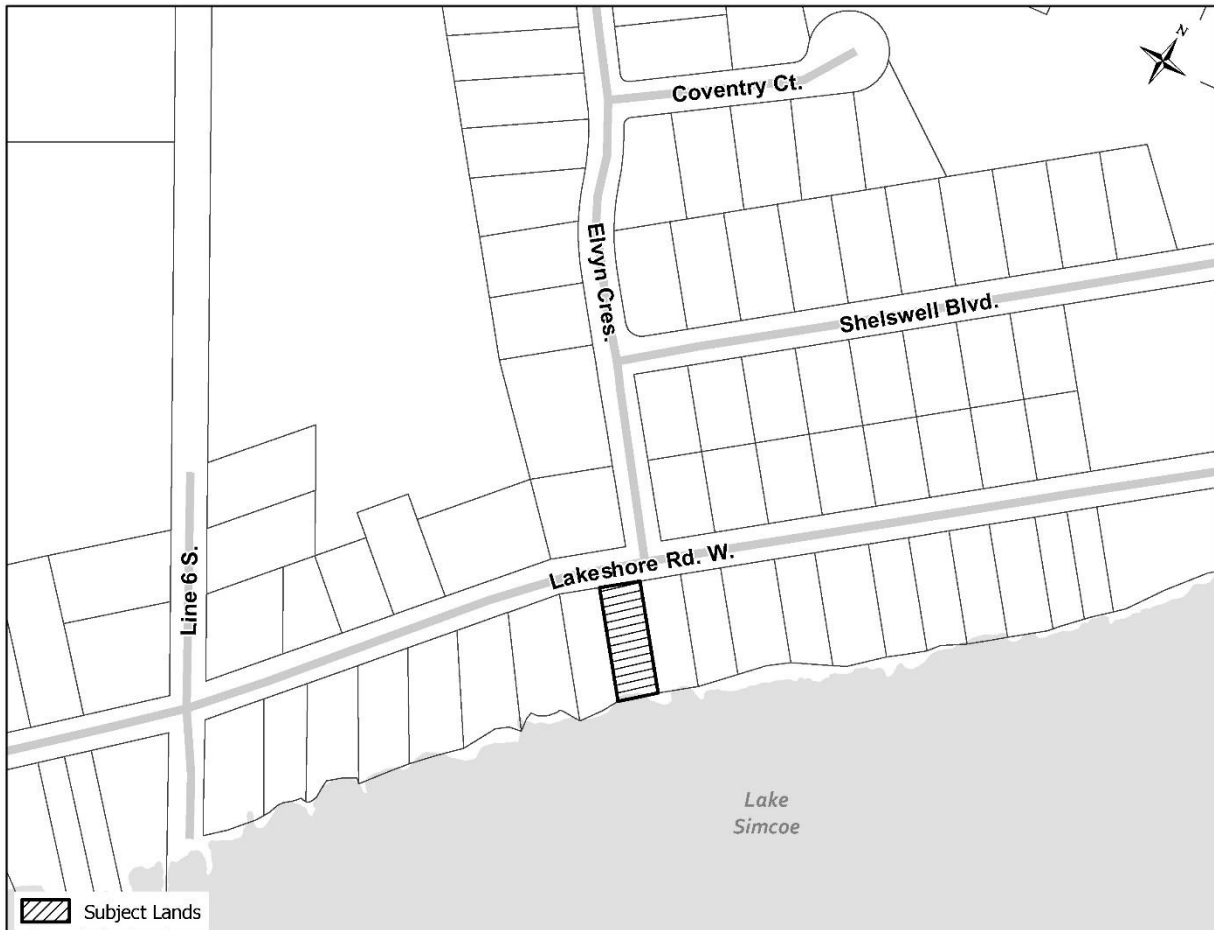 N
Coventry Ct.
Elvyn Cres.
Shelswell Blvd.
Lakeshore Rd. W.
Line 6 S.
Lake
Simcoe
Subject Lands